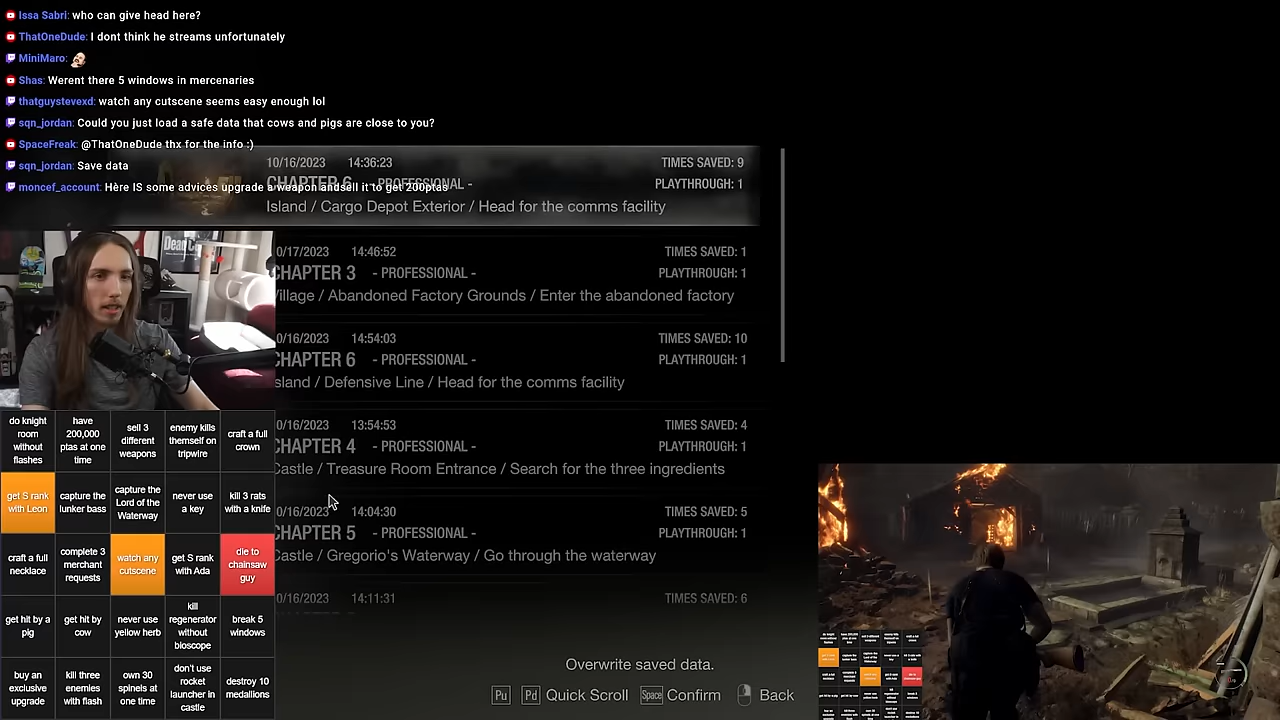 Issa Sabri: who can give head here?
ThatOneDude: I dont think he streams unfortunately
MiniMaro:
Shas: Werent there 5 windows in mercenaries
thatguystevexd: watch any cutscene seems easy enough lol
sqn_jordan: Could you just load a safe data that cows and pigs are close to you?
SpaceFreak: @ThatOneDude thx for the info :)
sqn_jordan: Save data
moncef_account: Hère IS some advices upgrade a weapon andsell it to get 200ptas
10/16/2023 14:36:23 TIMES SAVED: 9
CHAPTER 6 - PROFESSIONAL - PLAYTHROUGH: 1
Island / Cargo Depot Exterior / Head for the comms facility
0/17/2023 14:46:52 TIMES SAVED: 1
CHAPTER 3 - PROFESSIONAL - PLAYTHROUGH: 1
Village / Abandoned Factory Grounds / Enter the abandoned factory
0/16/2023 14:54:03 TIMES SAVED: 10
CHAPTER 6 - PROFESSIONAL - PLAYTHROUGH: 1
sland / Defensive Line / Head for the comms facility
0/16/2023 13:54:53 TIMES SAVED: 4
CHAPTER 4 - PROFESSIONAL - PLAYTHROUGH: 1
Castle / Treasure Room Entrance / Search for the three ingredients
0/16/2023 14:04:30 TIMES SAVED: 5
CHAPTER 5 - PROFESSIONAL - PLAYTHROUGH: 1
Castle / Gregorio's Waterway / Go through the waterway
0/16/2023 14:11:31 TIMES SAVED: 6
Overwrite saved data.
Pu Pd Quick Scroll Space Confirm Back
do knight
room
without
flashes
have
200,000
ptas at one
time
sell 3
different
weapons
enemy kills
themself on
tripwire
craft a full
crown
get S rank
with Leon
capture the
lunker bass
capture the
Lord of the
Waterway
never use
a key
kill 3 rats
with a knife
craft a full
necklace
complete 3
merchant
requests
watch any
cutscene
get S rank
with Ada
die to
chainsaw
guy
get hit by a
pig
get hit by
cow
never use
yellow herb
kill
regenerator
without
bioscope
break 5
windows
buy an
kill three
enemies
with flash
don't use
rocket
launcher in
castle
destroy 10
medallions